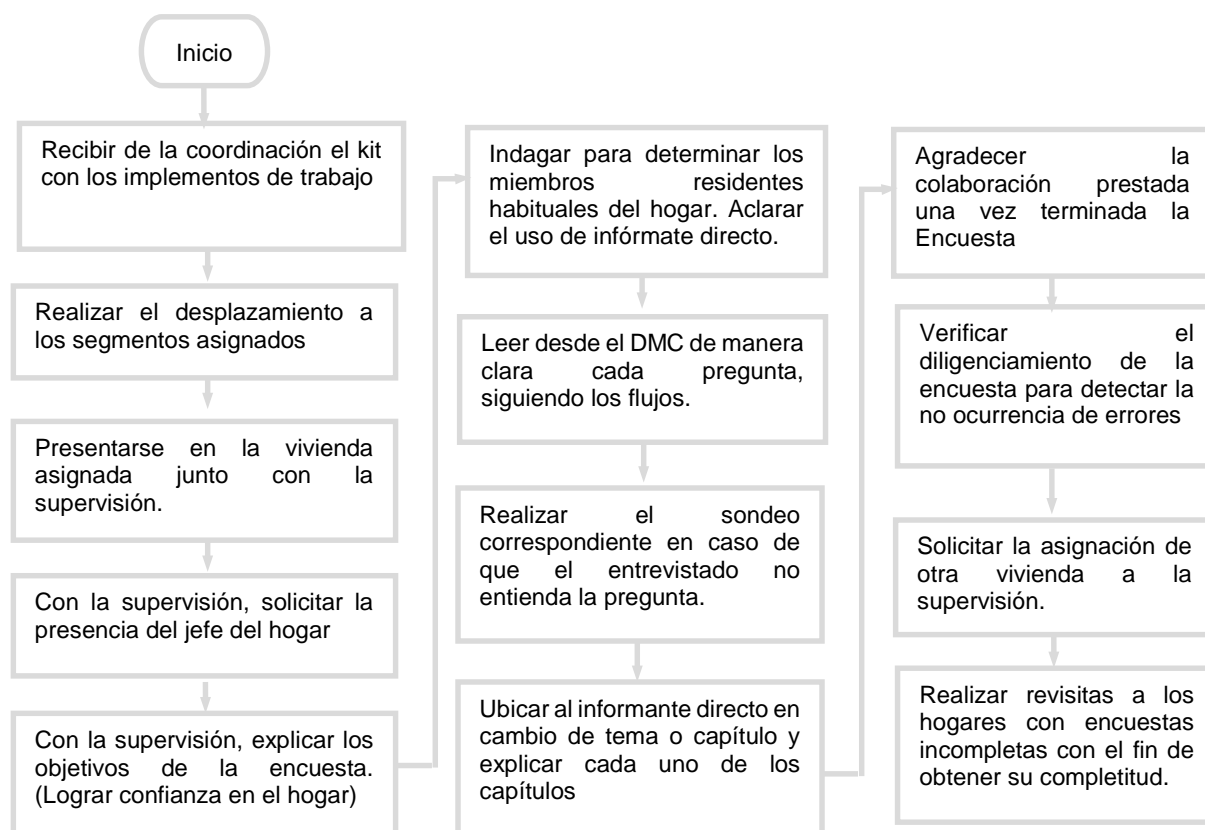 Inicio
Recibir de la coordinación el kit
con los implementos de trabajo
Realizar el desplazamiento a
los segmentos asignados
Presentarse en la vivienda
asignada junto con la
supervisión.
Con la supervisión, solicitar la
presencia del jefe del hogar
Con la supervisión, explicar los
objetivos de la encuesta.
(Lograr confianza en el hogar)
Indagar para determinar los
miembros residentes
habituales del hogar. Aclarar
el uso de infórmate directo.
Leer desde el DMC de manera
clara cada pregunta,
siguiendo los flujos.
Realizar el sondeo
correspondiente en caso de
que el entrevistado no
entienda la pregunta.
Ubicar al informante directo en
cambio de tema o capítulo y
explicar cada uno de los
capítulos
Agradecer la
colaboración prestada
una vez terminada la
Encuesta
Verificar el
diligenciamiento de la
encuesta para detectar la
no ocurrencia de errores
Solicitar la asignación de
otra vivienda a la
supervisión.
Realizar revisitas a los
hogares con encuestas
incompletas con el fin de
obtener su completitud.